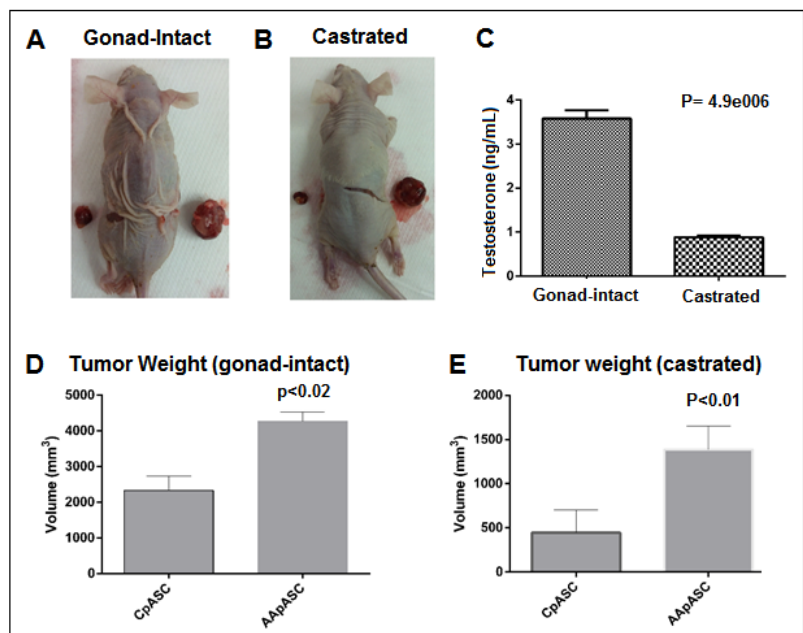 A Gonad-Intact
B Castrated
C
P= 4.9e006
Testosterone (ng/mL)
4
3
2
1
0
Gonad-intact Castrated
D Tumor Weight (gonad-intact)
p<0.02
Volume (mm³)
5000
4000
3000
2000
1000
0
CpASC AApASC
E Tumor weight (castrated)
P<0.01
Volume (mm³)
2000
1500
1000
500
0
CpASC AApASC